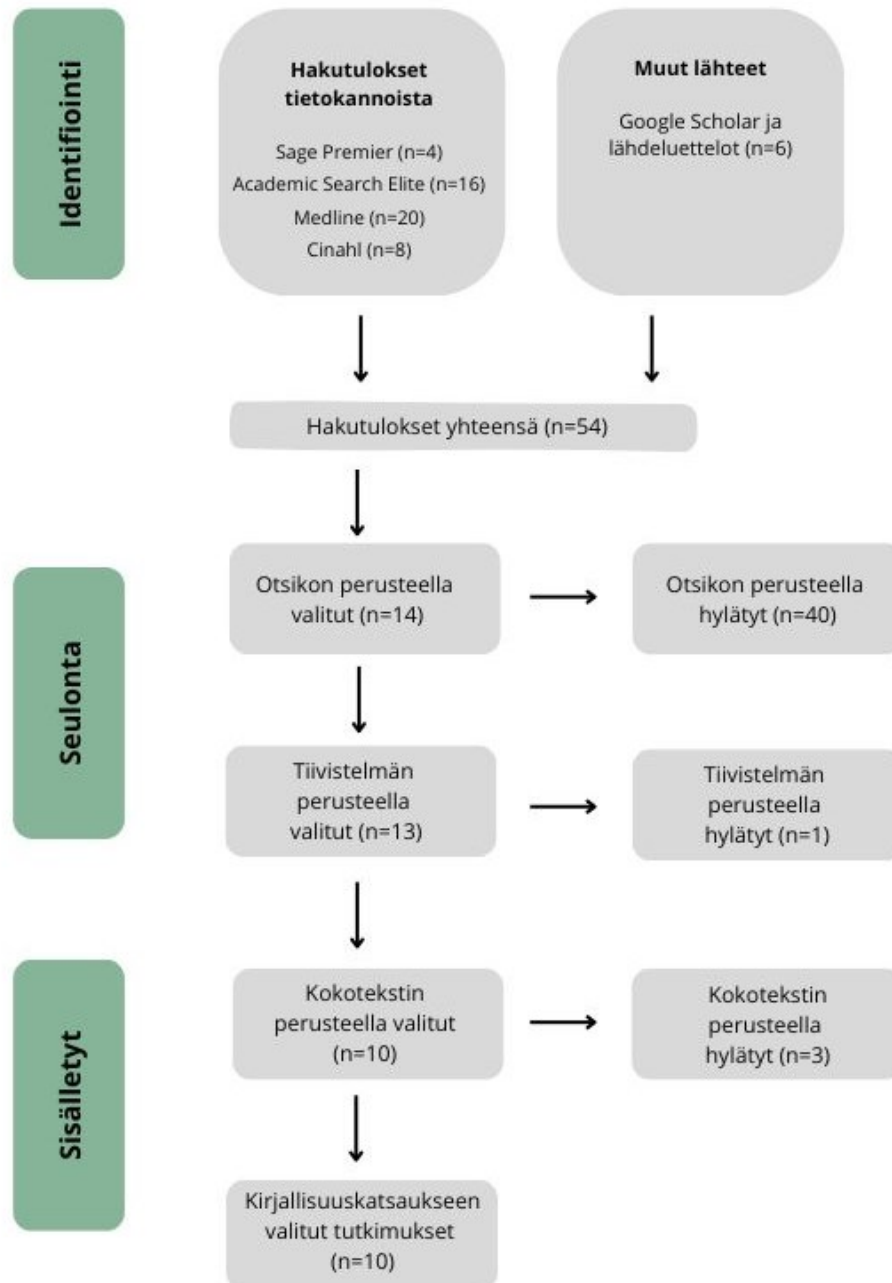 Identifiointi
Hakutulokset
tietokannoista
Sage Premier (n=4)
Academic Search Elite (n=16)
Medline (n=20)
Cinahl (n=8)
Muut lähteet
Google Scholar ja
lähdeluettelot (n=6)
Hakutulokset yhteensä (n=54)
Seulonta
Otsikon perusteella
valitut (n=14)
Otsikon perusteella
hylätyt (n=40)
Tiivistelmän
perusteella
valitut (n=13)
Tiivistelmän
perusteella
hylätyt (n=1)
Sisälletyt
Kokotekstin
perusteella valitut
(n=10)
Kokotekstin
perusteella
hylätyt (n=3)
Kirjallisuuskatsaukseen
valitut tutkimukset
(n=10)